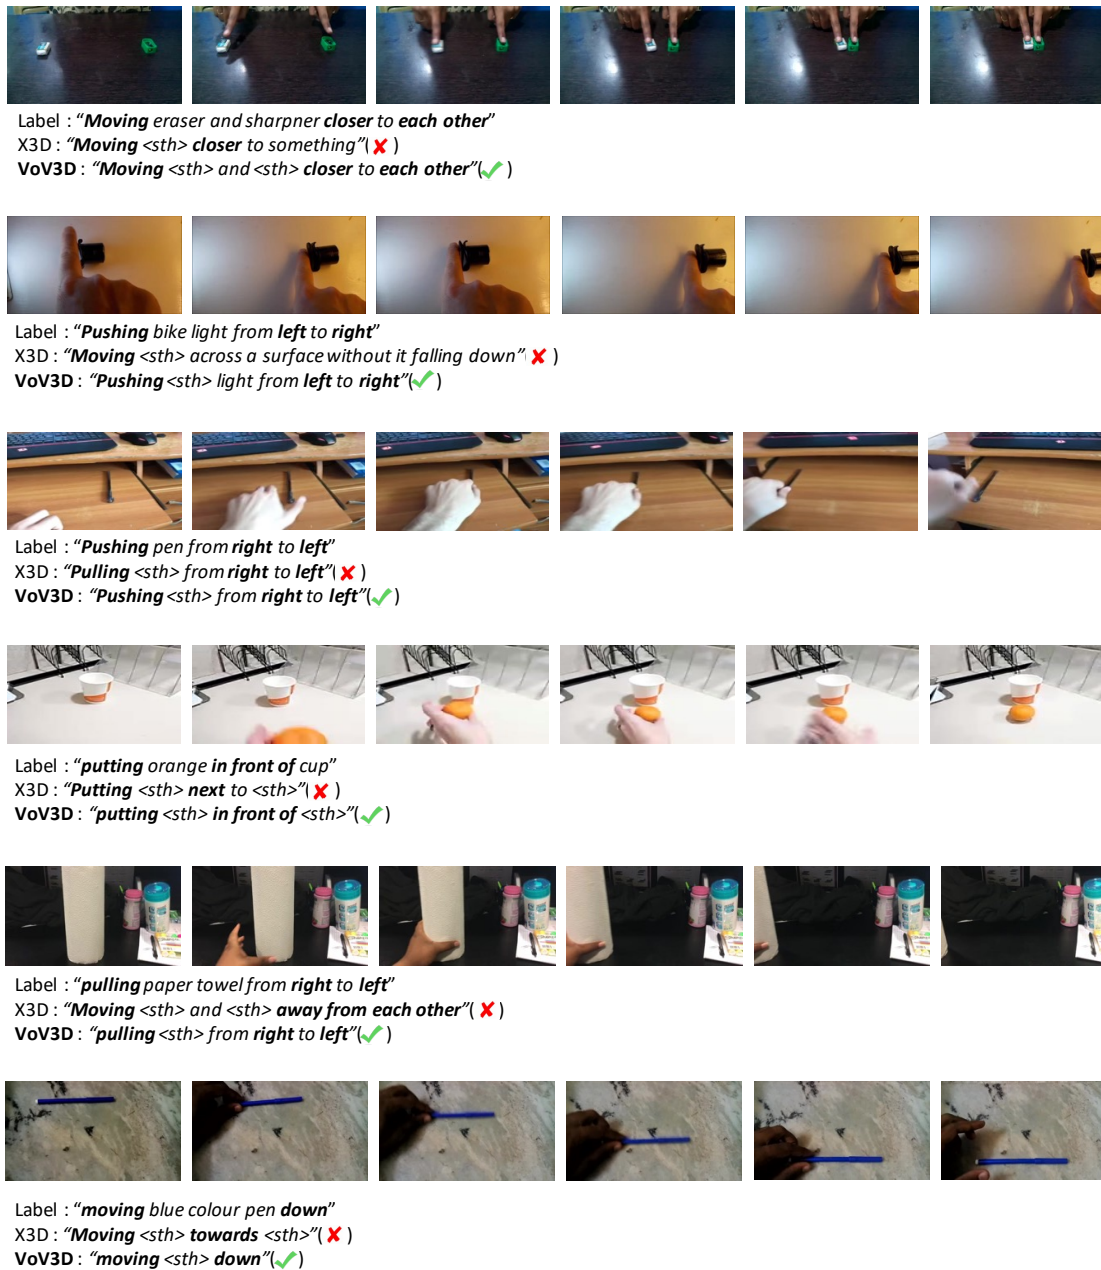 Label : “Moving eraser and sharpner closer to each other”
X3D : “Moving <sth> closer to something”( ✘ )
VoV3D : “Moving <sth> and <sth> closer to each other”(✓ )
Label : “Pushing bike light from left to right”
X3D : “Moving <sth> across a surface without it falling down”( ✘ )
VoV3D : “Pushing <sth> light from left to right”(✓ )
Label : “Pushing pen from right to left”
X3D : “Pulling <sth> from right to left”( ✘ )
VoV3D : “Pushing <sth> from right to left”(✓ )
Label : “putting orange in front of cup”
X3D : “Putting <sth> next to <sth>”( ✘ )
VoV3D : “putting <sth> in front of <sth>”(✓ )
Label : “pulling paper towel from right to left”
X3D : “Moving <sth> and <sth> away from each other”( ✘ )
VoV3D : “pulling <sth> from right to left”(✓ )
Label : “moving blue colour pen down”
X3D : “Moving <sth> towards <sth>”( ✘ )
VoV3D : “moving <sth> down”(✓ )